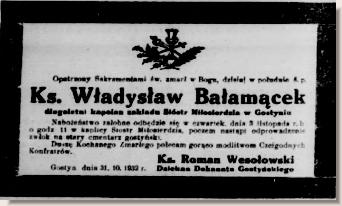 Opatrzony Sakramentami św. zmarł w Bogu, dzisiaj w południe ś. p.
Ks. Władysław Bałamącek
długoletni kapelan zakładu Sióstr Miłosierdzia w Gostyniu
Nabożeństwo żałobne odbędzie się w czwartek, dnia 3 listopada r. b.
o godz 11 w kaplicy Sióstr Miłosierdzia, poczem nastąpi odprowadzenie
zwłok na stary cmentarz gostyński.
Duszę Kochanego Zmarłego polecam gorąco modlitwom Czcigodnych
Konfratrów.
Ks. Roman Wesołowski
Gostyń dnia 31. 10. 1932 r.
Dziekan Dekanatu Gostyńskiego